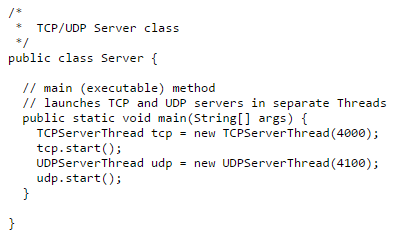 /*
 *  TCP/UDP Server class
 */
public class Server {

  // main (executable) method
  // launches TCP and UDP servers in separate Threads
  public static void main(String[] args) {
    TCPServerThread tcp = new TCPServerThread(4000);
    tcp.start();
    UDPServerThread udp = new UDPServerThread(4100);
    udp.start();
  }

}